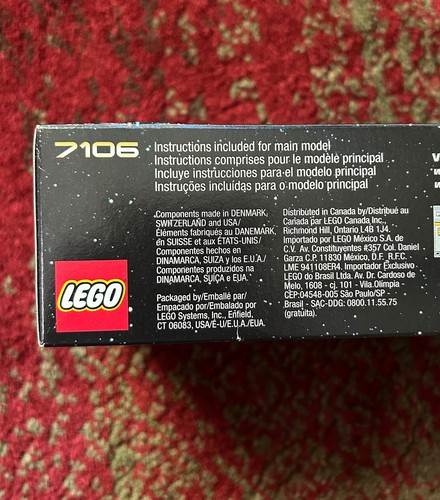 7106
Instructions included for main model
Instructions comprises pour le modèle principal
Incluye instrucciones para el modelo principal
Instruções incluídas para o modelo principal
Components made in DENMARK,
SWITZERLAND and USA/
Éléments fabriqués au DANEMARK,
en SUISSE et aux ÉTATS-UNIS/
Componentes hechos en
DINAMARCA, SUIZA y los E.U.A./
Componentes produzidos na
DINAMARCA, SUÍÇA e EUA
Packaged by/Emballé par/
Empacado por/Embalado por
LEGO Systems, Inc., Enfield,
CT 06083, USA/É-U/E.U.A./EUA.
Distributed in Canada by/Distribué au
Canada par LEGO Canada Inc.,
Richmond Hill, Ontario L4B 1J4.
Importado por LEGO México S.A. de
C.V. Av. Constituyentes #357 Col. Daniel
Garza C.P. 11830 México, D.F. R.F.C.
LME 941108ER4. Importador Exclusivo
LEGO do Brasil Ltda. Av. Dr. Cardoso de
Melo, 1608 - cj. 101 - Vila.Olímpia -
CEP:04548-005 São Paulo/SP -
Brasil - SAC-DDG: 0800.11.55.75
(gratuita).
LEGO